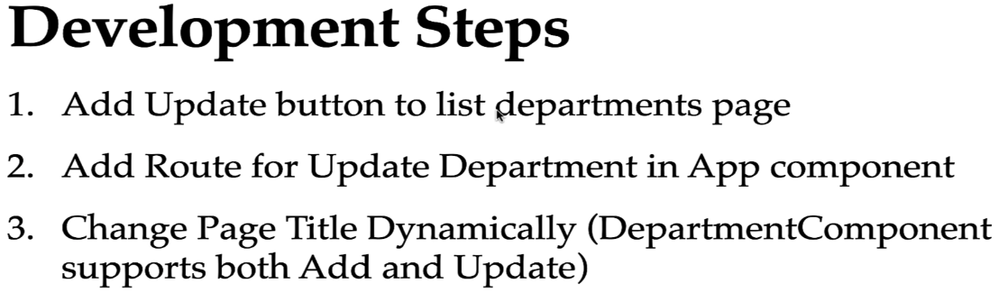 Development Steps
1. Add Update button to list departments page
2. Add Route for Update Department in App component
3. Change Page Title Dynamically (DepartmentComponent
supports both Add and Update)